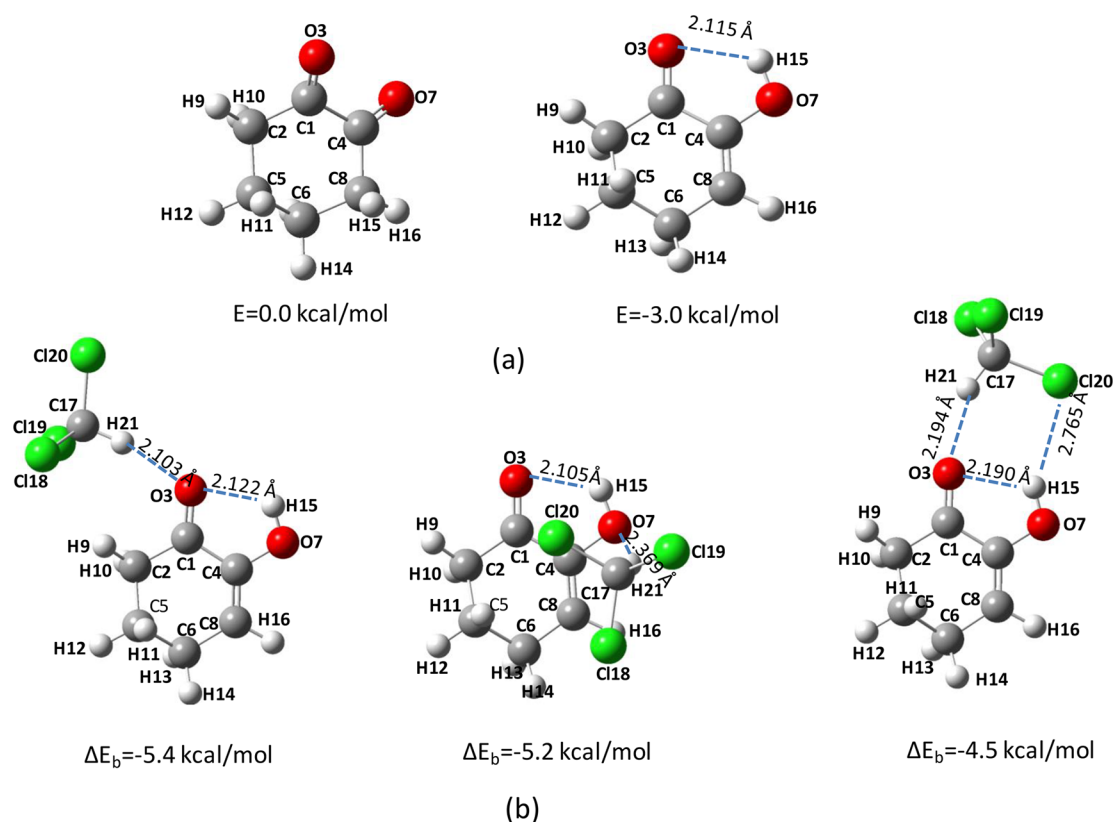 O3
O7
H9
H10
C1
C2
C4
C5
C8
C6
H12
H11
H15
H16
H14
E=0.0 kcal/mol
2.115 Å
O3
H15
O7
H9
C1
C2
C4
H10
H11
C5
C8
C6
H12
H16
H13
H14
E=-3.0 kcal/mol
(a)
Cl20
C17
H21
Cl19
Cl18
2.103 Å
2.122 Å
O3
H15
O7
H9
H10
C2
C1
C4
C5
C8
C6
H12
H11
H16
H13
H14
ΔEb=-5.4 kcal/mol
O3
2.105 Å
H15
Cl20
O7
Cl19
2.369 Å
H9
C1
C2
C4
H10
C17
H21
H11
C5
C8
C6
H16
H12
H13
Cl18
H14
ΔEb=-5.2 kcal/mol
Cl18
Cl19
H21
C17
Cl20
2.194 Å
2.765 Å
O3
2.190 Å
H15
O7
H9
C1
H10
C2
C4
H11
C5
C8
C6
H16
H12
H13
H14
ΔEb=-4.5 kcal/mol
(b)